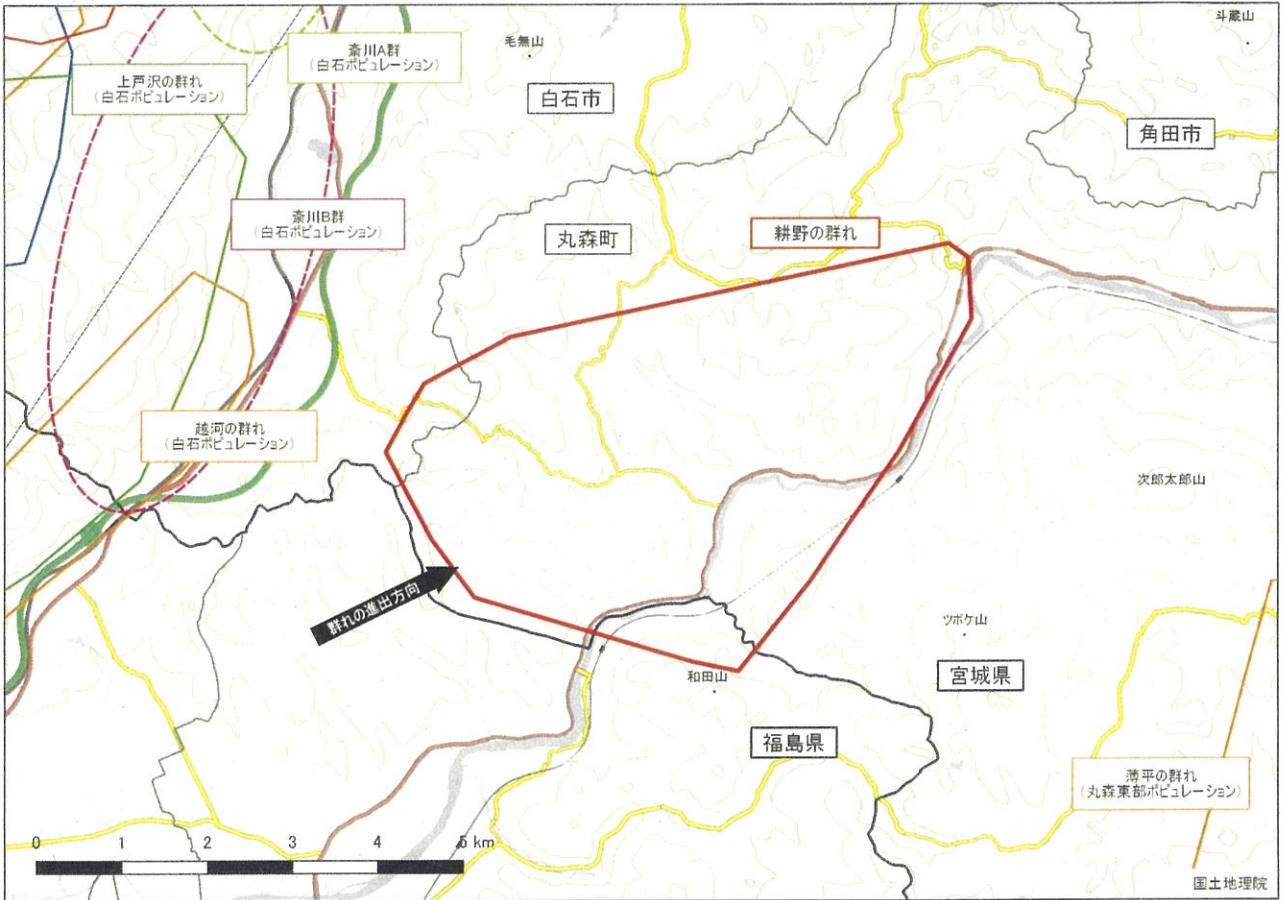 斗蔵山
毛無山
斎川A群
(白石ポピュレーション)
上戸沢の群れ
(白石ポピュレーション)
白石市
角田市
斎川B群
(白石ポピュレーション)
丸森町
耕野の群れ
越河の群れ
(白石ポピュレーション)
次郎太郎山
群れの進出方向
ツボケ山
和田山
宮城県
福島県
薄平の群れ
(丸森東部ポピュレーション)
0 1 2 3 4 5 km
国土地理院